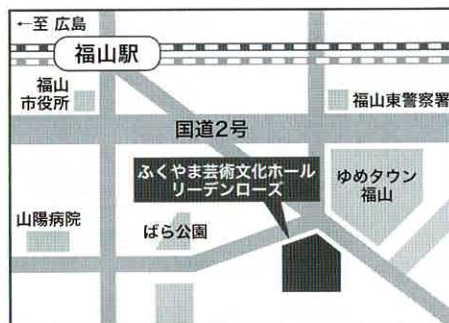 ←至 広島
福山駅
福山
市役所
福山東警察署
国道2号
ふくやま芸術文化ホール
リーデンローズ
ゆめタウン
福山
山陽病院
ばら公園